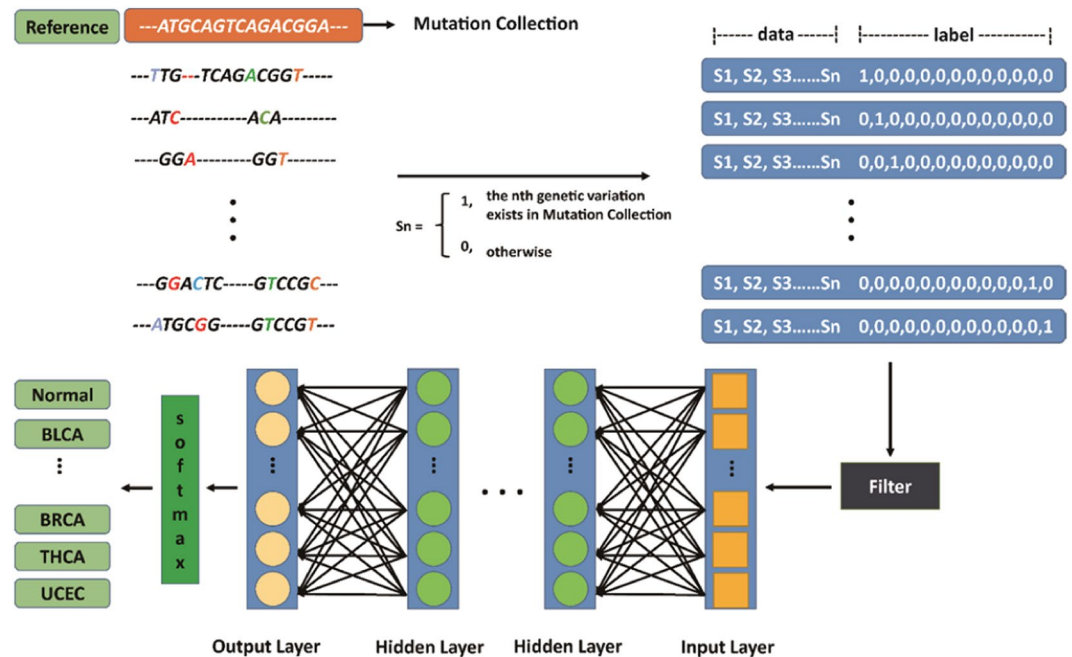 Reference
---ATGCAGTCAGACGGA---
Mutation Collection
---TTG---TCAGACGGT-----
---ATC-----------ACA---------
----GGA----------GGT-----
---GGACTC-----GTCCGC---
---ATGCGG-----GTCCGT---
Sn =
1, the nth genetic variation
exists in Mutation Collection
0, otherwise
|------- data -------| |----------- label -----------|
S1, S2, S3......Sn 1,0,0,0,0,0,0,0,0,0,0,0,0
S1, S2, S3......Sn 0,1,0,0,0,0,0,0,0,0,0,0,0
S1, S2, S3......Sn 0,0,1,0,0,0,0,0,0,0,0,0,0
S1, S2, S3......Sn 0,0,0,0,0,0,0,0,0,0,0,1,0
S1, S2, S3......Sn 0,0,0,0,0,0,0,0,0,0,0,0,1
Normal
BLCA
BRCA
THCA
UCEC
softmax
Filter
Output Layer
Hidden Layer
Hidden Layer
Input Layer